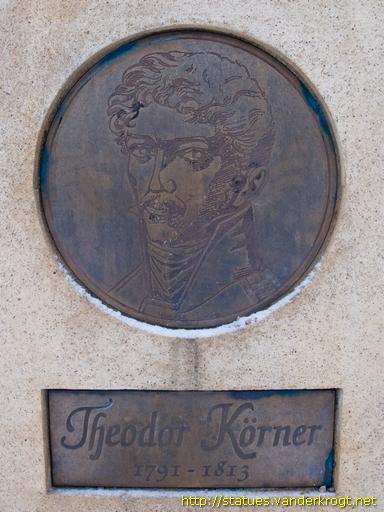 Theodor Körner
1791 - 1813
http://statues.vanderkrogt.net